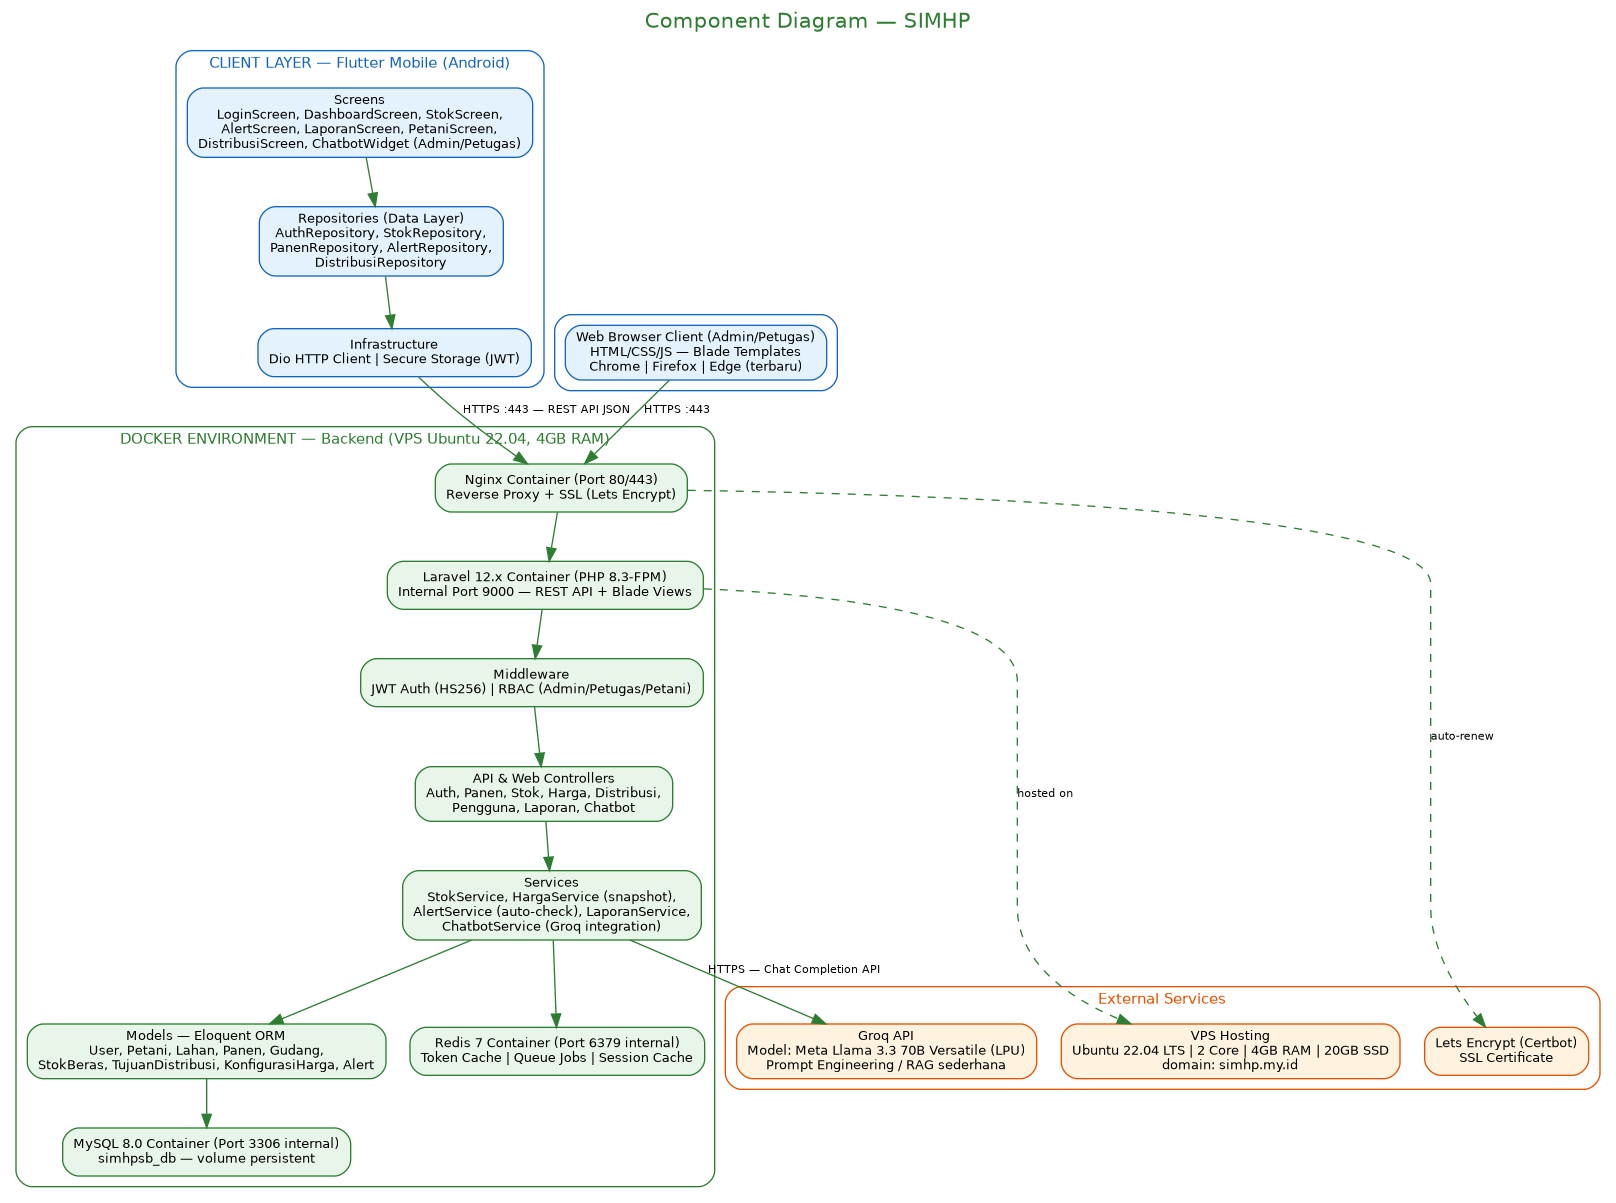 Component Diagram — SIMHP
CLIENT LAYER — Flutter Mobile (Android)
Screens
LoginScreen, DashboardScreen, StokScreen,
AlertScreen, LaporanScreen, PetaniScreen,
DistribusiScreen, ChatbotWidget (Admin/Petugas)
Repositories (Data Layer)
AuthRepository, StokRepository,
PanenRepository, AlertRepository,
DistribusiRepository
Infrastructure
Dio HTTP Client | Secure Storage (JWT)
Web Browser Client (Admin/Petugas)
HTML/CSS/JS — Blade Templates
Chrome | Firefox | Edge (terbaru)
HTTPS :443 — REST API JSON
HTTPS :443
DOCKER ENVIRONMENT — Backend (VPS Ubuntu 22.04, 4GB RAM)
Nginx Container (Port 80/443)
Reverse Proxy + SSL (Lets Encrypt)
Laravel 12.x Container (PHP 8.3-FPM)
Internal Port 9000 — REST API + Blade Views
Middleware
JWT Auth (HS256) | RBAC (Admin/Petugas/Petani)
auto-renew
API & Web Controllers
Auth, Panen, Stok, Harga, Distribusi,
Pengguna, Laporan, Chatbot
hosted on
Services
StokService, HargaService (snapshot),
AlertService (auto-check), LaporanService,
ChatbotService (Groq integration)
HTTPS — Chat Completion API
External Services
Models — Eloquent ORM
User, Petani, Lahan, Panen, Gudang,
StokBeras, TujuanDistribusi, KonfigurasiHarga, Alert
Redis 7 Container (Port 6379 internal)
Token Cache | Queue Jobs | Session Cache
Groq API
Model: Meta Llama 3.3 70B Versatile (LPU)
Prompt Engineering / RAG sederhana
VPS Hosting
Ubuntu 22.04 LTS | 2 Core | 4GB RAM | 20GB SSD
domain: simhp.my.id
Lets Encrypt (Certbot)
SSL Certificate
MySQL 8.0 Container (Port 3306 internal)
simhpsb_db — volume persistent